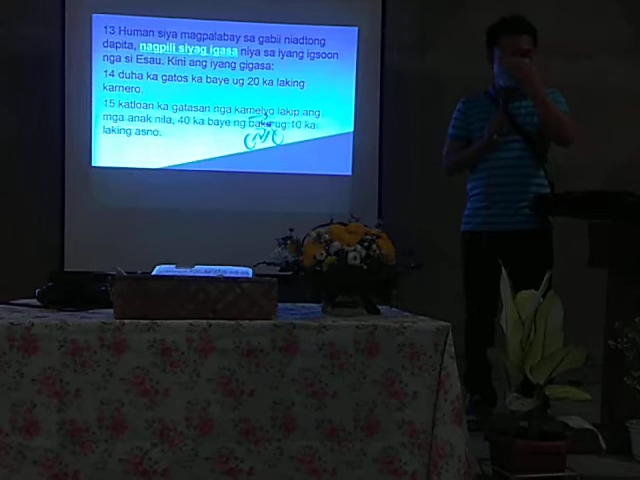 13 Human siya magpalabay sa gabii niadtong
dapita, nagpili siyag igasa niya sa iyang igsoon
nga si Esau. Kini ang iyang gigasa:
14 duha ka gatos ka baye ug 20 ka laking
karnero.
15 katloan ka gatasan nga kamelyo lakip ang
mga anak nila, 40 ka baye ng baka ug 10 ka
laking asno.